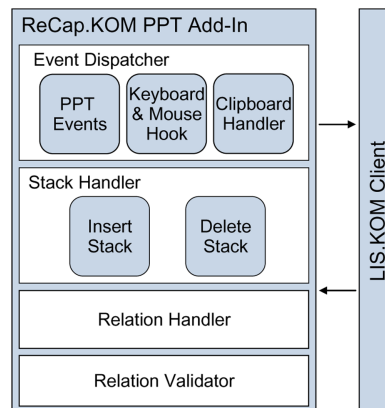 ReCap.KOM PPT Add-In
Event Dispatcher
PPT
Events
Keyboard
& Mouse
Hook
Clipboard
Handler
Stack Handler
Insert
Stack
Delete
Stack
Relation Handler
Relation Validator
LIS.KOM Client